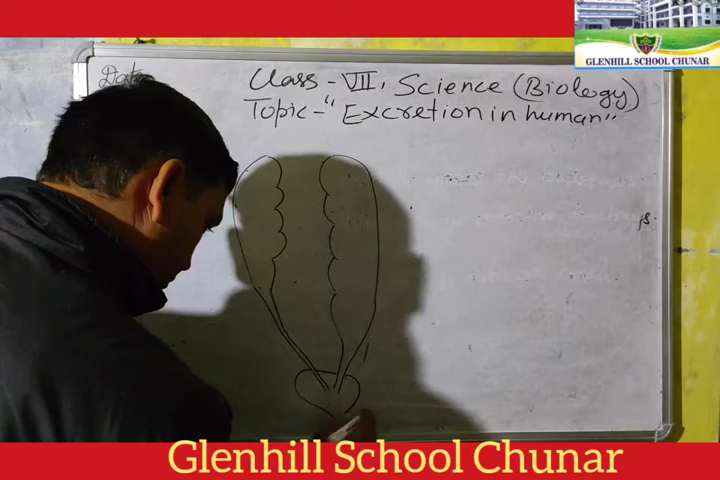 GLENHILL SCHOOL CHUNAR
Date
Class - VII, Science (Biology)
Topic - "Excretion in human"
Glenhill School Chunar